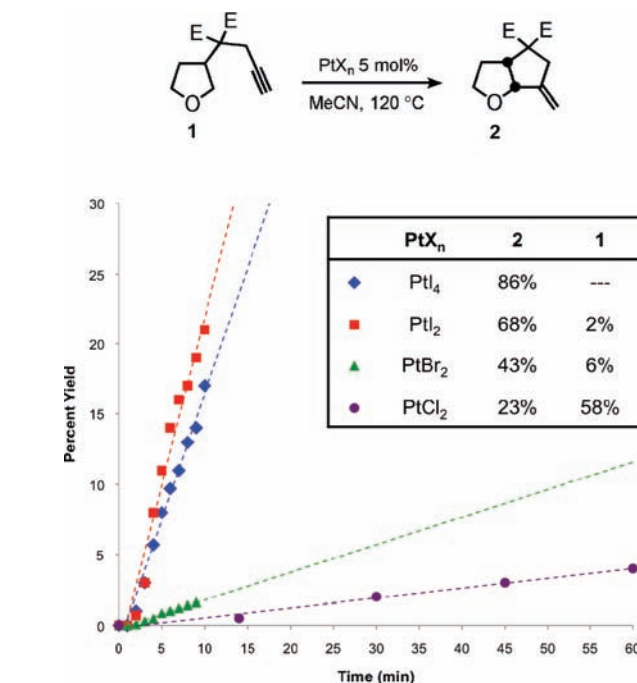 E E
O
1
PtXₙ 5 mol%
MeCN, 120 °C
E E
O
2
PtXₙ 2 1
PtI₄ 86% ---
PtI₂ 68% 2%
PtBr₂ 43% 6%
PtCl₂ 23% 58%
Percent Yield
30
25
20
15
10
5
0
0 5 10 15 20 25 30 35 40 45 50 55 60
Time (min)